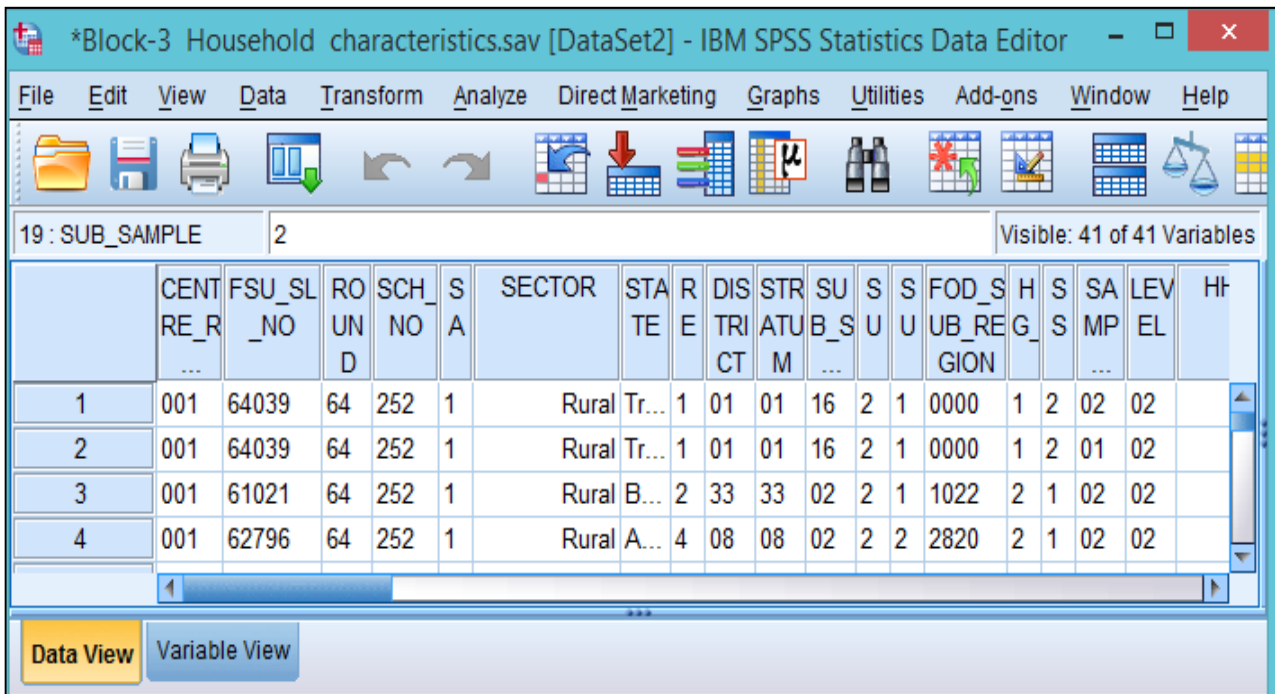 *Block-3 Household characteristics.sav [DataSet2] - IBM SPSS Statistics Data Editor
File Edit View Data Transform Analyze Direct Marketing Graphs Utilities Add-ons Window Help
19 : SUB_SAMPLE 2 Visible: 41 of 41 Variables
CENT FSU_SL RO SCH_ S SECTOR STA R DIS STR SU S S FOD_S H S SA LEV HH
RE_R _NO UN NO A TE E TRI ATU B_S U U UB_RE G_ S MP EL
... D CT M ... GION ...
1 001 64039 64 252 1 Rural Tr... 1 01 01 16 2 1 0000 1 2 02 02
2 001 64039 64 252 1 Rural Tr... 1 01 01 16 2 1 0000 1 2 01 02
3 001 61021 64 252 1 Rural B... 2 33 33 02 2 1 1022 2 1 02 02
4 001 62796 64 252 1 Rural A... 4 08 08 02 2 2 2820 2 1 02 02
Data View Variable View